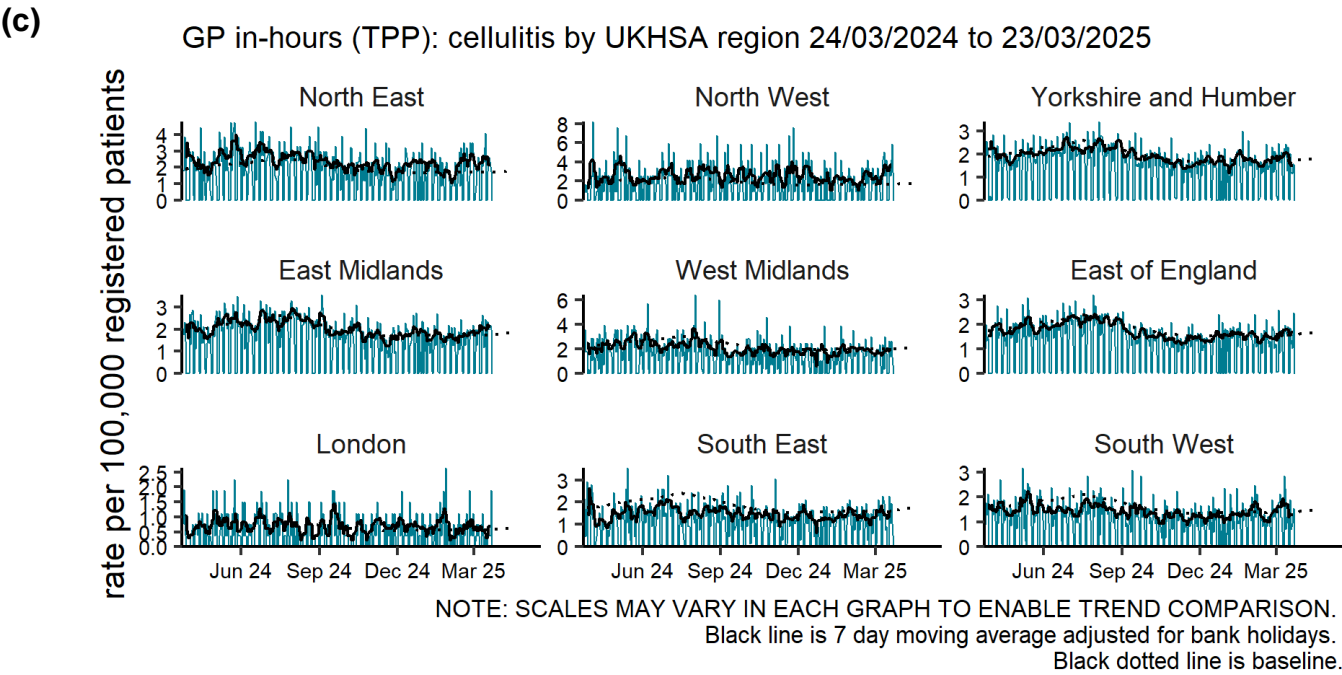 (c)
GP in-hours (TPP): cellulitis by UKHSA region 24/03/2024 to 23/03/2025
rate per 100,000 registered patients
North East
4
3
2
1
0
North West
8
6
4
2
0
Yorkshire and Humber
3
2
1
0
East Midlands
3
2
1
0
West Midlands
6
4
2
0
East of England
3
2
1
0
London
2.5
2.0
1.5
1.0
0.5
0.0
South East
3
2
1
0
South West
3
2
1
0
Jun 24 Sep 24 Dec 24 Mar 25
Jun 24 Sep 24 Dec 24 Mar 25
Jun 24 Sep 24 Dec 24 Mar 25
NOTE: SCALES MAY VARY IN EACH GRAPH TO ENABLE TREND COMPARISON.
Black line is 7 day moving average adjusted for bank holidays.
Black dotted line is baseline.